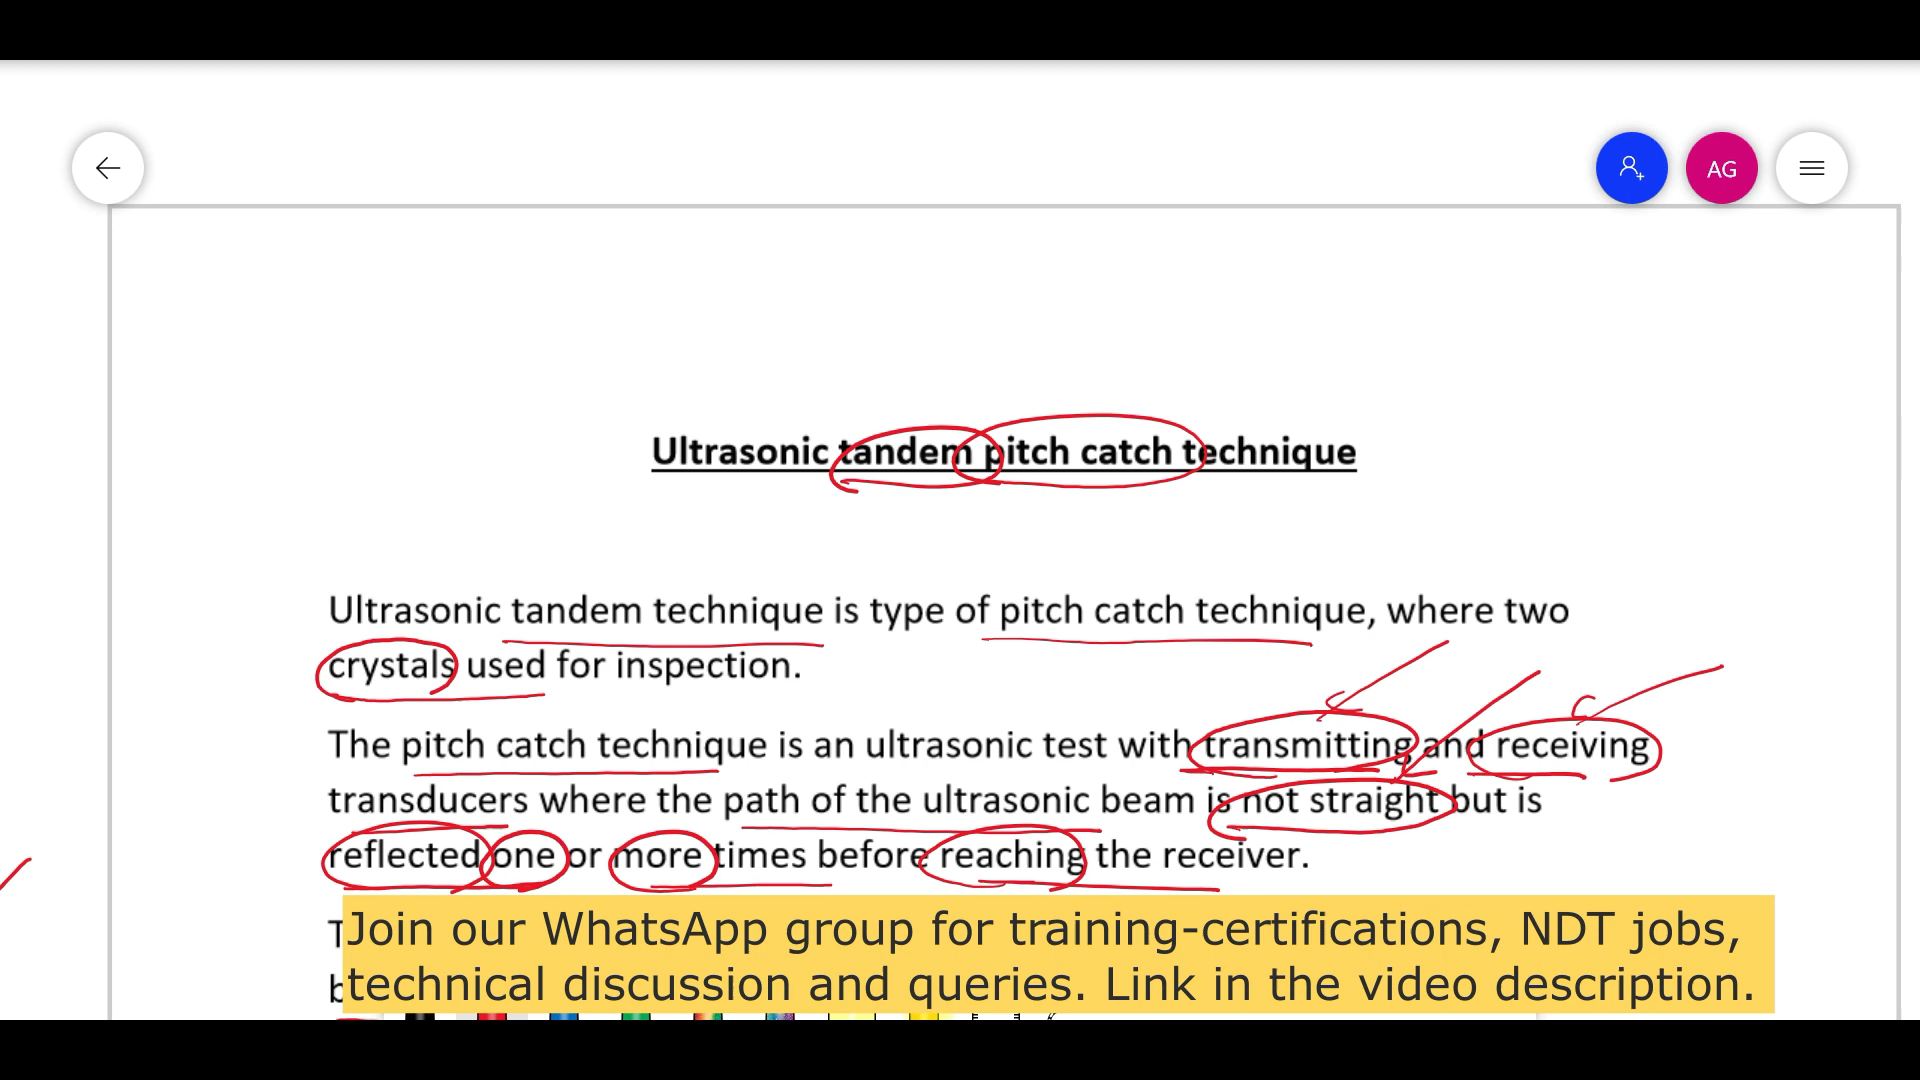 AG
Ultrasonic tandem pitch catch technique
Ultrasonic tandem technique is type of pitch catch technique, where two
crystals used for inspection.
The pitch catch technique is an ultrasonic test with transmitting and receiving
transducers where the path of the ultrasonic beam is not straight but is
reflected one or more times before reaching the receiver.
Join our WhatsApp group for training-certifications, NDT jobs,
technical discussion and queries. Link in the video description.